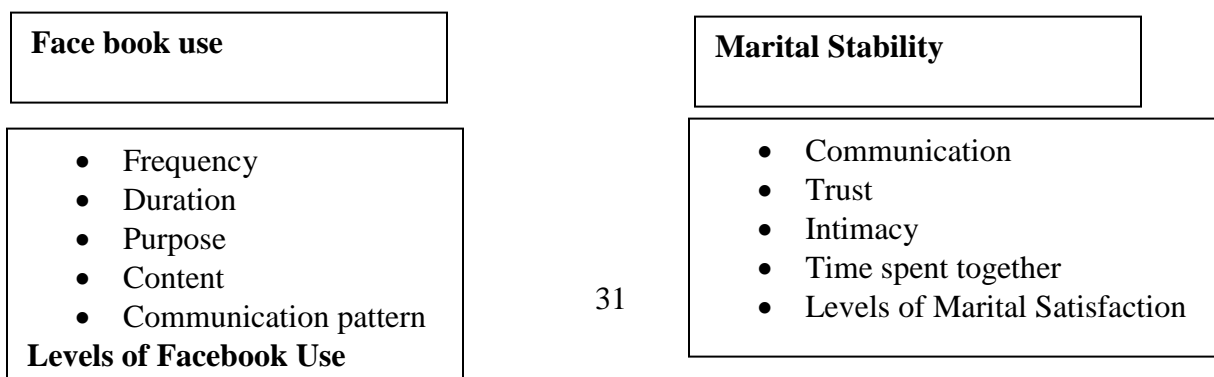 Face book use
Marital Stability
• Frequency
• Duration
• Purpose
• Content
• Communication pattern
Levels of Facebook Use
31
• Communication
• Trust
• Intimacy
• Time spent together
• Levels of Marital Satisfaction